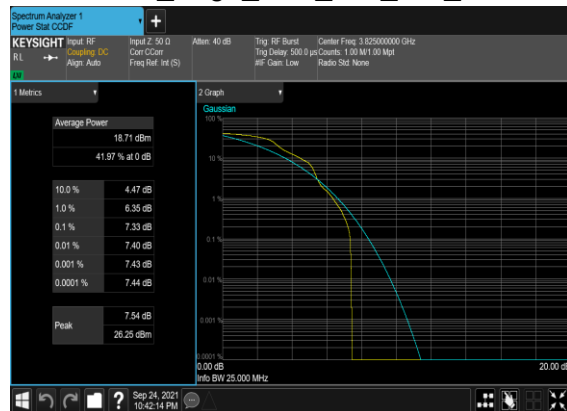 Spectrum Analyzer 1
Power Stat CCDF
+
KEYSIGHT
RL
Input: RF
Coupling: DC
Align: Auto
Input Z: 50 Ω
Corr CCorr
Freq Ref: Int (S)
Atten: 40 dB
Trig: RF Burst
Trig Delay: 500.0 µs
#IF Gain: Low
Center Freq: 3.825000000 GHz
Counts: 1.00 M/1.00 Mpt
Radio Std: None
1 Metrics
Average Power
18.71 dBm
41.97 % at 0 dB
10.0 % 4.47 dB
1.0 % 6.35 dB
0.1 % 7.33 dB
0.01 % 7.40 dB
0.001 % 7.43 dB
0.0001 % 7.44 dB
Peak
7.54 dB
26.25 dBm
2 Graph
Gaussian
100 %
10 %
1 %
0.1 %
0.01 %
0.001 %
0.0001 %
0.00 dB
20.00 dB
Info BW 25.000 MHz
?
Sep 24, 2021
10:42:14 PM